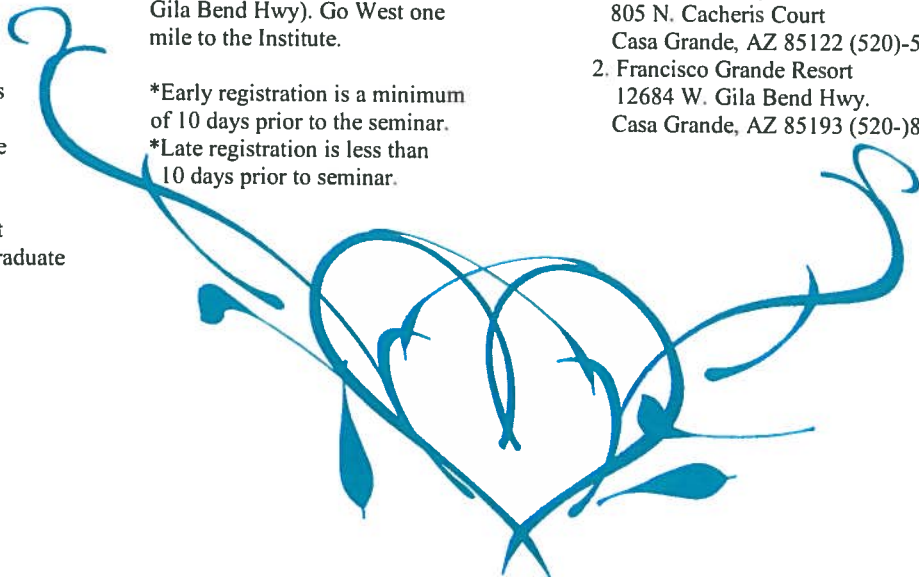 s
e
t
raduate
Gila Bend Hwy). Go West one
mile to the Institute.
*Early registration is a minimum
of 10 days prior to the seminar.
*Late registration is less than
10 days prior to seminar.
805 N. Cacheris Court
Casa Grande, AZ 85122 (520)-5
2. Francisco Grande Resort
12684 W. Gila Bend Hwy.
Casa Grande, AZ 85193 (520-)8